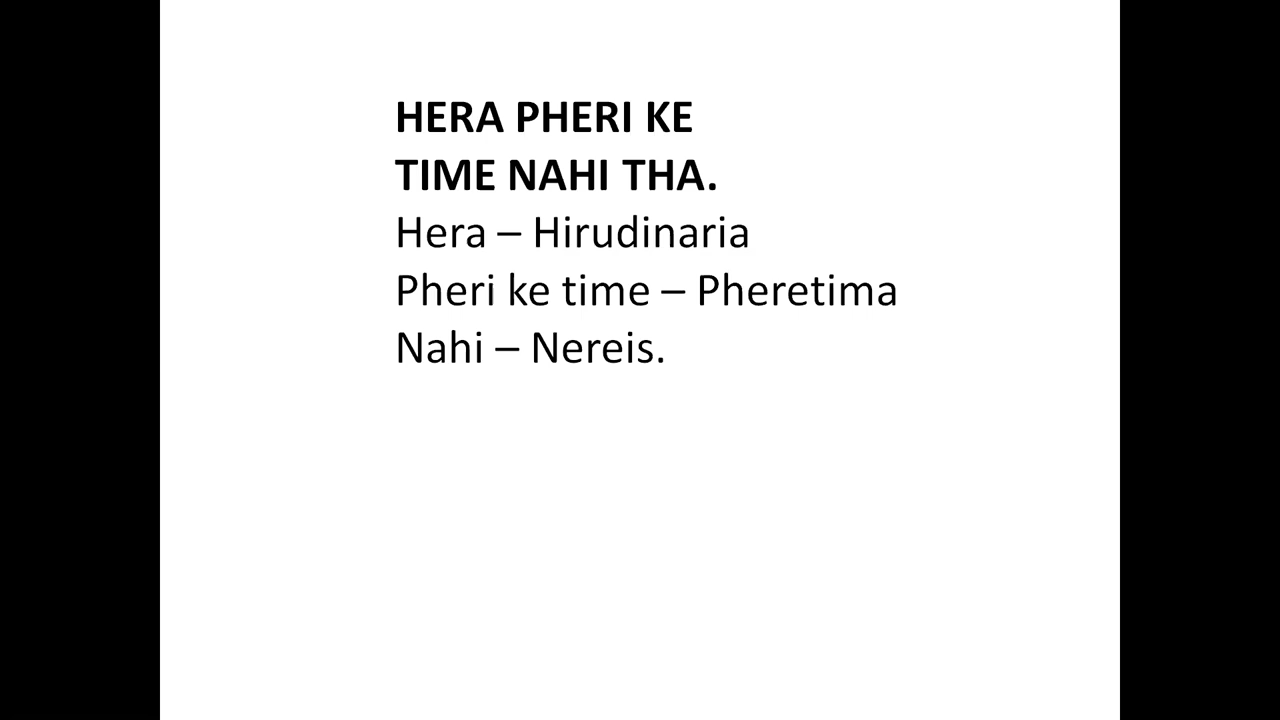 HERA PHERI KE
TIME NAHI THA.
Hera – Hirudinaria
Pheri ke time – Pheretima
Nahi – Nereis.